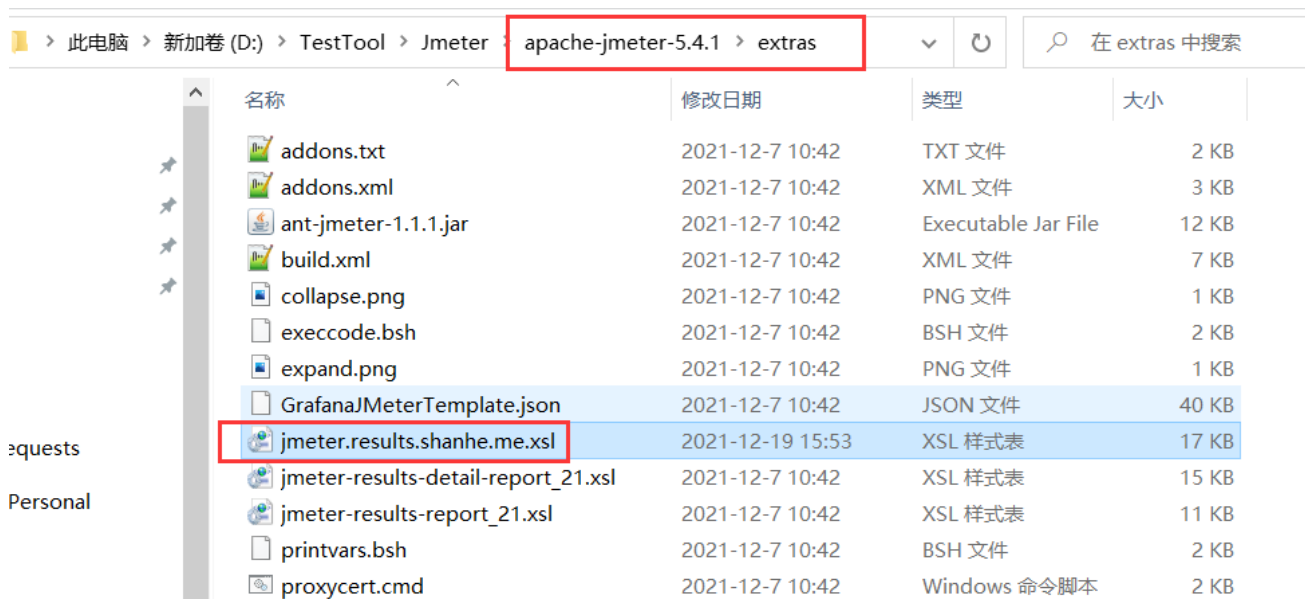 此电脑 > 新加卷 (D:) > TestTool > Jmeter > apache-jmeter-5.4.1 > extras 在 extras 中搜索
名称 修改日期 类型 大小
addons.txt 2021-12-7 10:42 TXT 文件 2 KB
addons.xml 2021-12-7 10:42 XML 文件 3 KB
ant-jmeter-1.1.1.jar 2021-12-7 10:42 Executable Jar File 12 KB
build.xml 2021-12-7 10:42 XML 文件 7 KB
collapse.png 2021-12-7 10:42 PNG 文件 1 KB
execcode.bsh 2021-12-7 10:42 BSH 文件 2 KB
expand.png 2021-12-7 10:42 PNG 文件 1 KB
GrafanaJMeterTemplate.json 2021-12-7 10:42 JSON 文件 40 KB
jmeter.results.shanhe.me.xsl 2021-12-19 15:53 XSL 样式表 17 KB
equests
jmeter-results-detail-report_21.xsl 2021-12-7 10:42 XSL 样式表 15 KB
Personal
jmeter-results-report_21.xsl 2021-12-7 10:42 XSL 样式表 11 KB
printvars.bsh 2021-12-7 10:42 BSH 文件 2 KB
proxycert.cmd 2021-12-7 10:42 Windows 命令脚本 2 KB